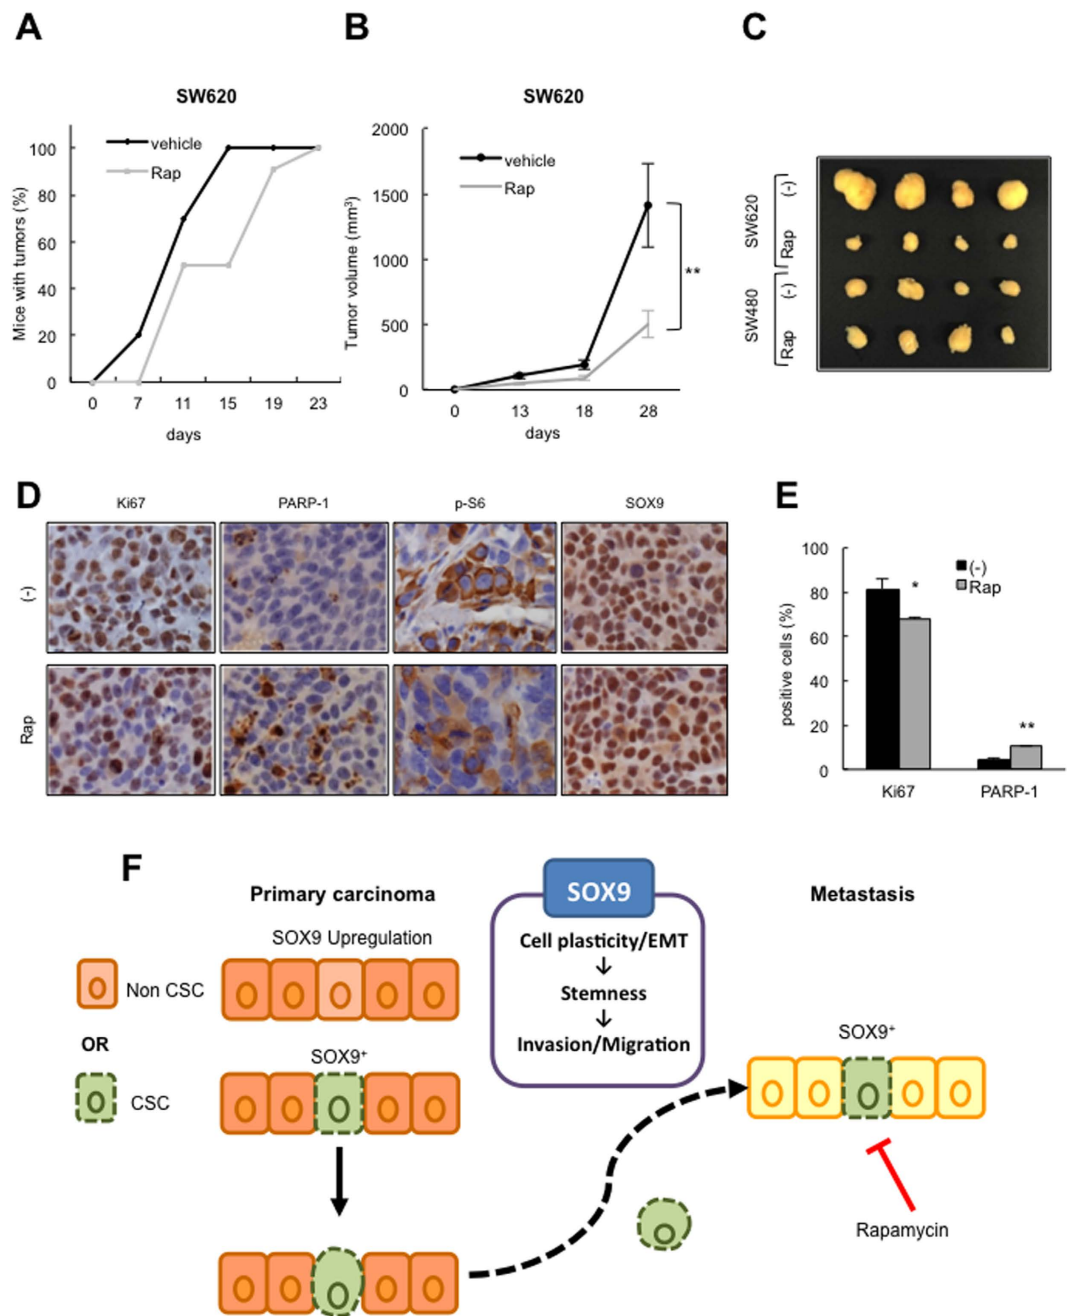 A
SW620
Mice with tumors (%)
100
80
60
40
20
0
vehicle
Rap
0 7 11 15 19 23
days
B
SW620
Tumor volume (mm³)
2000
1500
1000
500
0
vehicle
Rap
**
0 13 18 28
days
C
SW620
(-)
Rap
SW480
(-)
Rap
D
Ki67 PARP-1 p-S6 SOX9
(-)
Rap
E
positive cells (%)
100
80
60
40
20
0
(-)
Rap
*
**
Ki67 PARP-1
F
Primary carcinoma
SOX9 Upregulation
Non CSC
OR
CSC
SOX9⁺
SOX9
Cell plasticity/EMT
↓
Stemness
↓
Invasion/Migration
Metastasis
SOX9⁺
Rapamycin